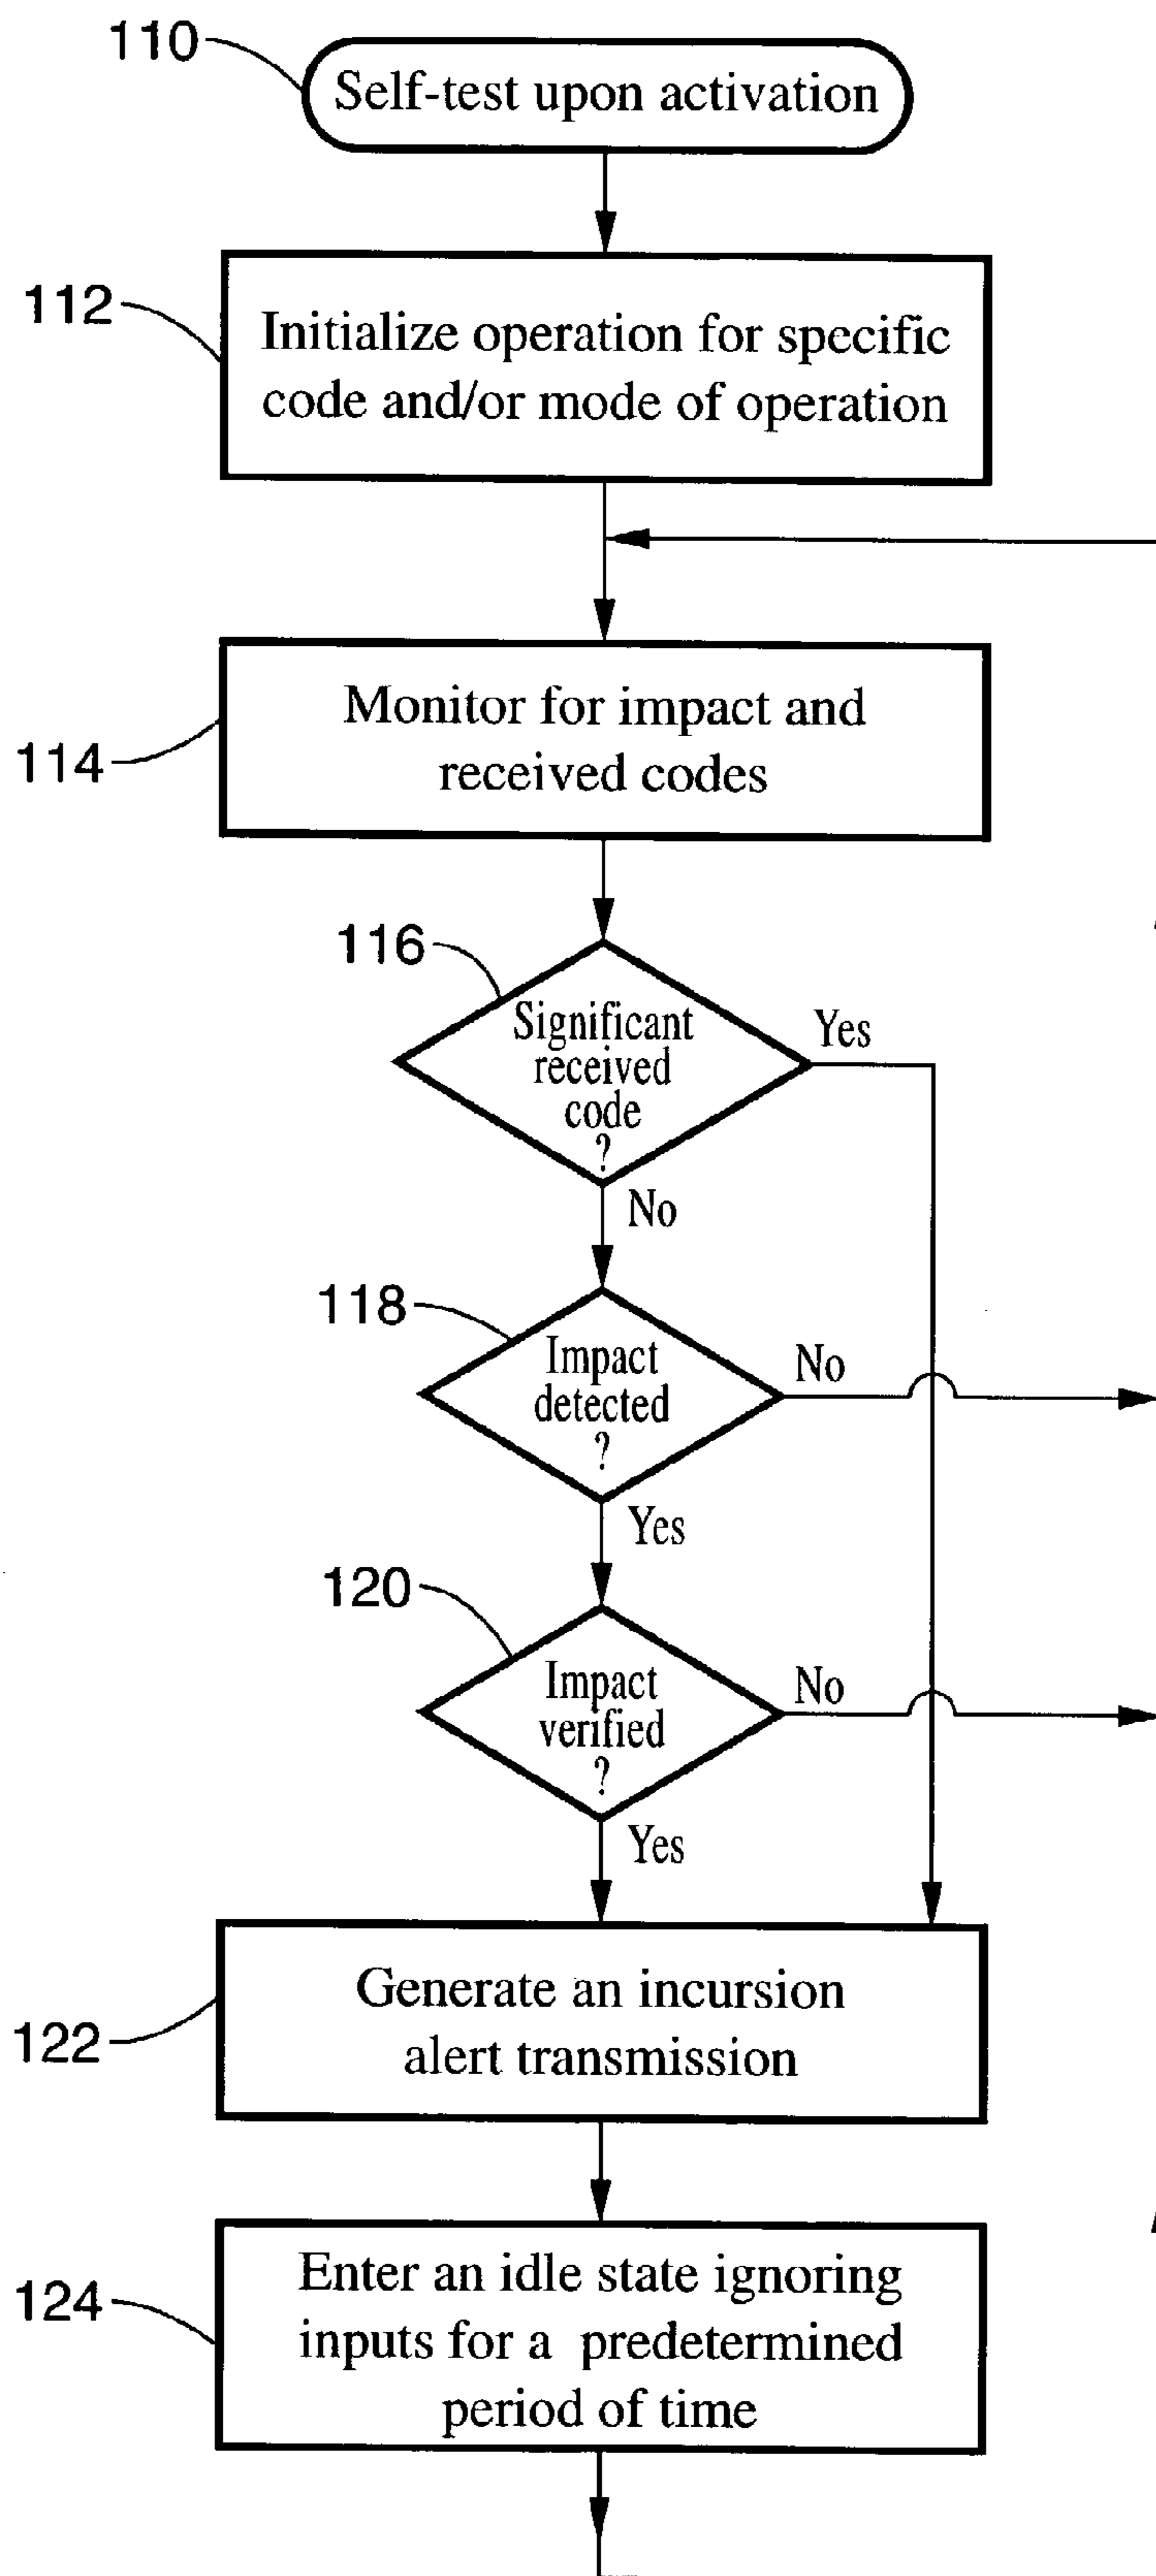 110
Self-test upon activation
112
Initialize operation for specific
code and/or mode of operation
114
Monitor for impact and
received codes
116
Significant
received
code
?
Yes
No
118
Impact
detected
?
No
Yes
120
Impact
verified
?
No
Yes
122
Generate an incursion
alert transmission
124
Enter an idle state ignoring
inputs for a predetermined
period of time